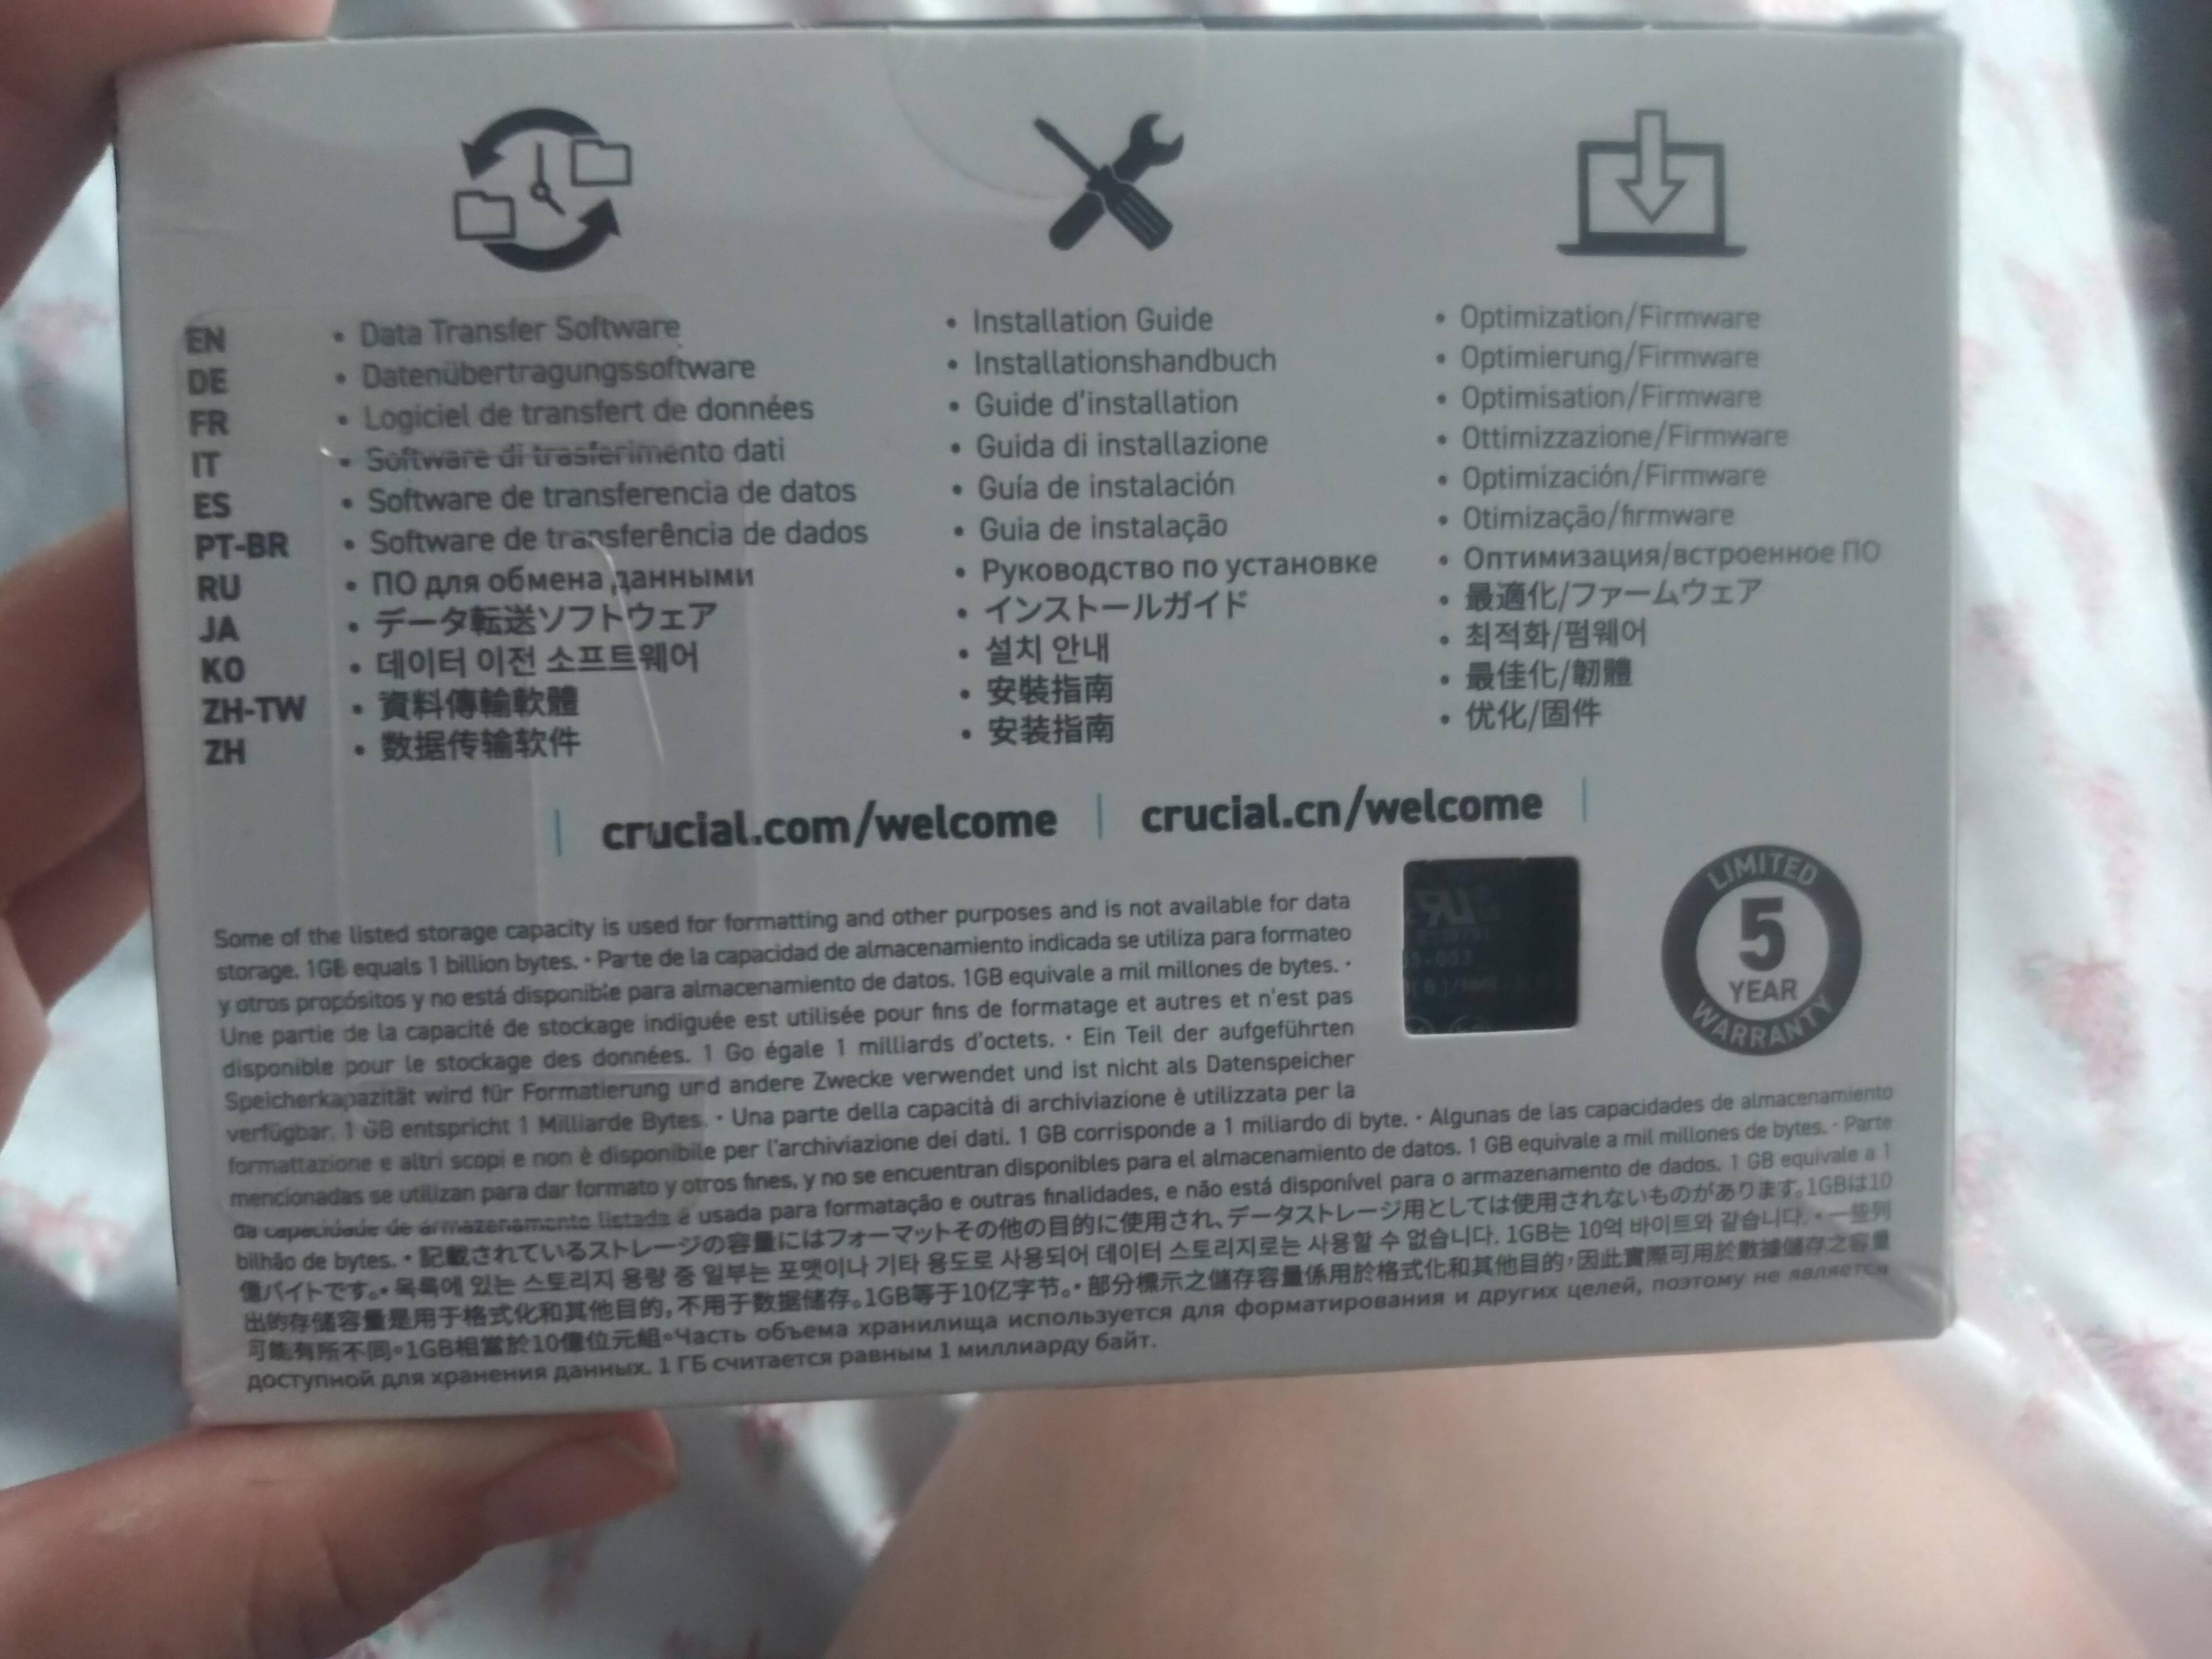 EN • Data Transfer Software • Installation Guide • Optimization/Firmware
DE • Datenübertragungssoftware • Installationshandbuch • Optimierung/Firmware
FR • Logiciel de transfert de données • Guide d'installation • Optimisation/Firmware
IT • Software di trasferimento dati • Guida di installazione • Ottimizzazione/Firmware
ES • Software de transferencia de datos • Guía de instalación • Optimización/Firmware
PT-BR • Software de transferência de dados • Guia de instalação • Otimização/firmware
RU • ПО для обмена данными • Руководство по установке • Оптимизация/встроенное ПО
JA • データ転送ソフトウェア • インストールガイド • 最適化/ファームウェア
KO • 데이터 이전 소프트웨어 • 설치 안내 • 최적화/펌웨어
ZH-TW • 資料傳輸軟體 • 安裝指南 • 最佳化/韌體
ZH • 数据传输软件 • 安装指南 • 优化/固件
| crucial.com/welcome | crucial.cn/welcome |
LIMITED
5
YEAR
WARRANTY
Some of the listed storage capacity is used for formatting and other purposes and is not available for data
storage. 1GB equals 1 billion bytes. • Parte de la capacidad de almacenamiento indicada se utiliza para formateo
y otros propósitos y no está disponible para almacenamiento de datos. 1GB equivale a mil millones de bytes. •
Une partie de la capacité de stockage indiguée est utilisée pour fins de formatage et autres et n'est pas
disponible pour le stockage des données. 1 Go égale 1 milliards d'octets. • Ein Teil der aufgeführten
Speicherkapazität wird für Formatierung und andere Zwecke verwendet und ist nicht als Datenspeicher
verfügbar. 1 GB entspricht 1 Milliarde Bytes. • Una parte della capacità di archiviazione è utilizzata per la
formattazione e altri scopi e non è disponibile per l'archiviazione dei dati. 1 GB corrisponde a 1 miliardo di byte. • Algunas de las capacidades de almacenamiento
mencionadas se utilizan para dar formato y otros fines, y no se encuentran disponibles para el almacenamiento de datos. 1 GB equivale a mil millones de bytes. • Parte
da capacidade de armazenamento listada é usada para formatação e outras finalidades, e não está disponível para o armazenamento de dados. 1 GB equivale a 1
bilhão de bytes. • 記載されているストレージの容量にはフォーマットその他の目的に使用され、データストレージ用としては使用されないものがあります。1GBは10
億バイトです。• 목록에 있는 스토리지 용량 중 일부는 포맷이나 기타 용도로 사용되어 데이터 스토리지로는 사용할 수 없습니다. 1GB는 10억 바이트와 같습니다. • 一些列
出的存储容量是用于格式化和其他目的，不用于数据储存。1GB等于10亿字节。• 部分標示之儲存容量係用於格式化和其他目的，因此實際可用於數據儲存之容量
可能有所不同。1GB相當於10億位元組。Часть объема хранилища используется для форматирования и других целей, поэтому не является
доступной для хранения данных. 1 ГБ считается равным 1 миллиарду байт.